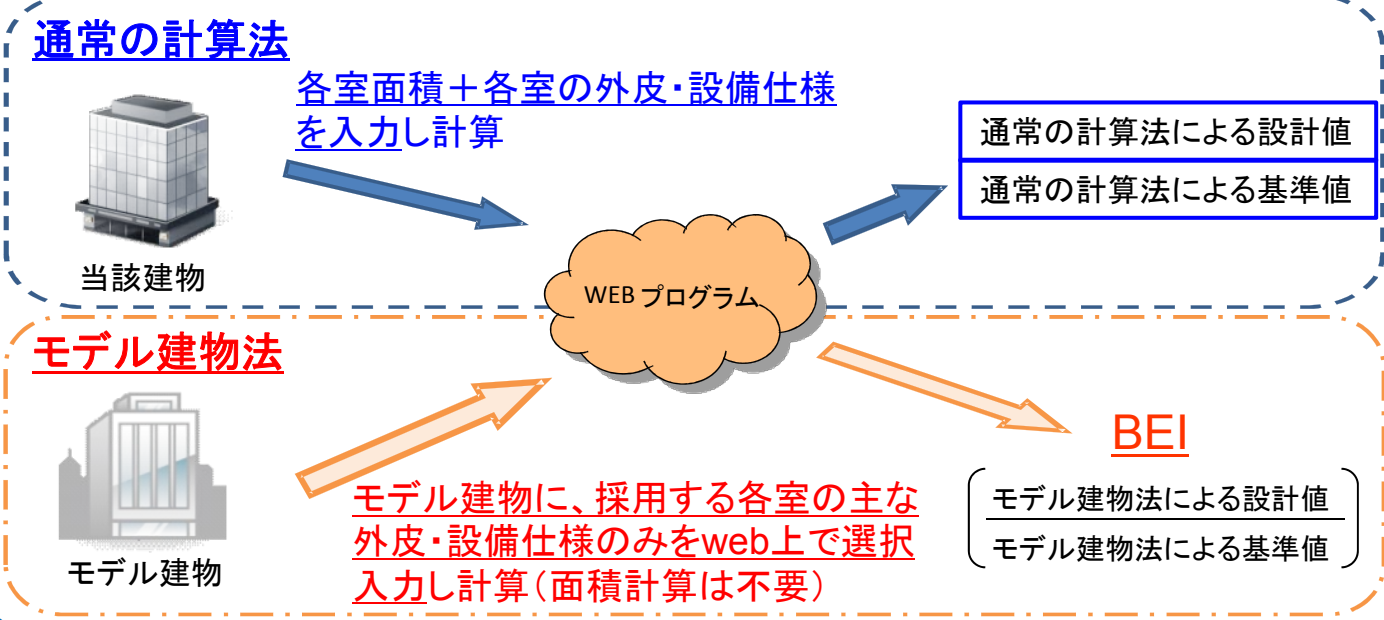 通常の計算法
各室面積+各室の外皮・設備仕様
を入力し計算
通常の計算法による設計値
通常の計算法による基準値
当該建物
WEB プログラム
モデル建物法
BEI
モデル建物に、採用する各室の主な
外皮・設備仕様のみをweb上で選択
入力し計算(面積計算は不要)
モデル建物法による設計値
モデル建物法による基準値
モデル建物